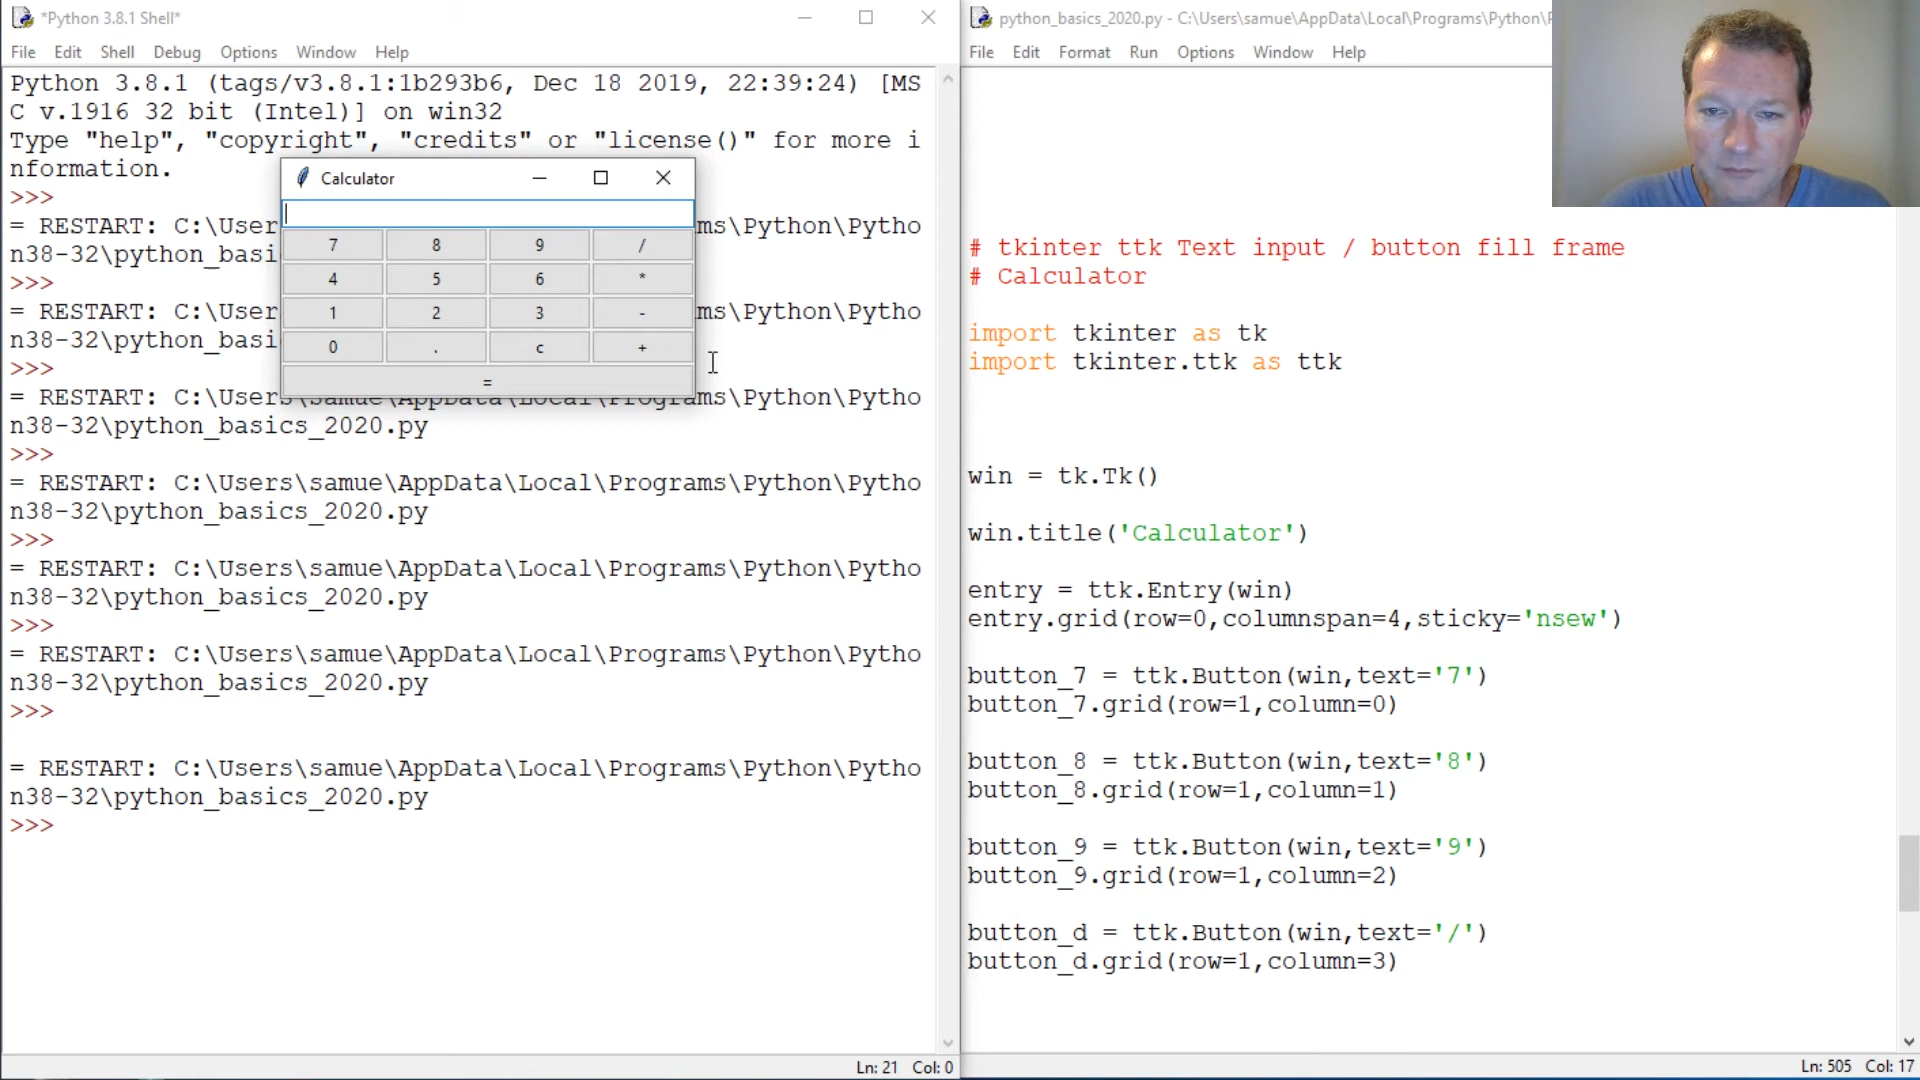 *Python 3.8.1 Shell*
File Edit Shell Debug Options Window Help
Python 3.8.1 (tags/v3.8.1:1b293b6, Dec 18 2019, 22:39:24) [MS
C v.1916 32 bit (Intel)] on win32
Type "help", "copyright", "credits" or "license()" for more i
nformation.
>>>
= RESTART: C:\User
ms\Python\Pytho
n38-32\python_basi
>>>
= RESTART: C:\User
ms\Python\Pytho
n38-32\python_basi
>>>
= RESTART: C:\Users\samue\AppData\Local\Programs\Python\Pytho
n38-32\python_basics_2020.py
>>>
= RESTART: C:\Users\samue\AppData\Local\Programs\Python\Pytho
n38-32\python_basics_2020.py
>>>
= RESTART: C:\Users\samue\AppData\Local\Programs\Python\Pytho
n38-32\python_basics_2020.py
>>>
= RESTART: C:\Users\samue\AppData\Local\Programs\Python\Pytho
n38-32\python_basics_2020.py
>>>
= RESTART: C:\Users\samue\AppData\Local\Programs\Python\Pytho
n38-32\python_basics_2020.py
>>>
Ln: 21 Col: 0
Calculator
7 8 9 /
4 5 6 *
1 2 3 -
0 . c +
=
python_basics_2020.py - C:\Users\samue\AppData\Local\Programs\Python\P
File Edit Format Run Options Window Help
# tkinter ttk Text input / button fill frame
# Calculator
import tkinter as tk
import tkinter.ttk as ttk
win = tk.Tk()
win.title('Calculator')
entry = ttk.Entry(win)
entry.grid(row=0,columnspan=4,sticky='nsew')
button_7 = ttk.Button(win,text='7')
button_7.grid(row=1,column=0)
button_8 = ttk.Button(win,text='8')
button_8.grid(row=1,column=1)
button_9 = ttk.Button(win,text='9')
button_9.grid(row=1,column=2)
button_d = ttk.Button(win,text='/')
button_d.grid(row=1,column=3)
Ln: 505 Col: 17